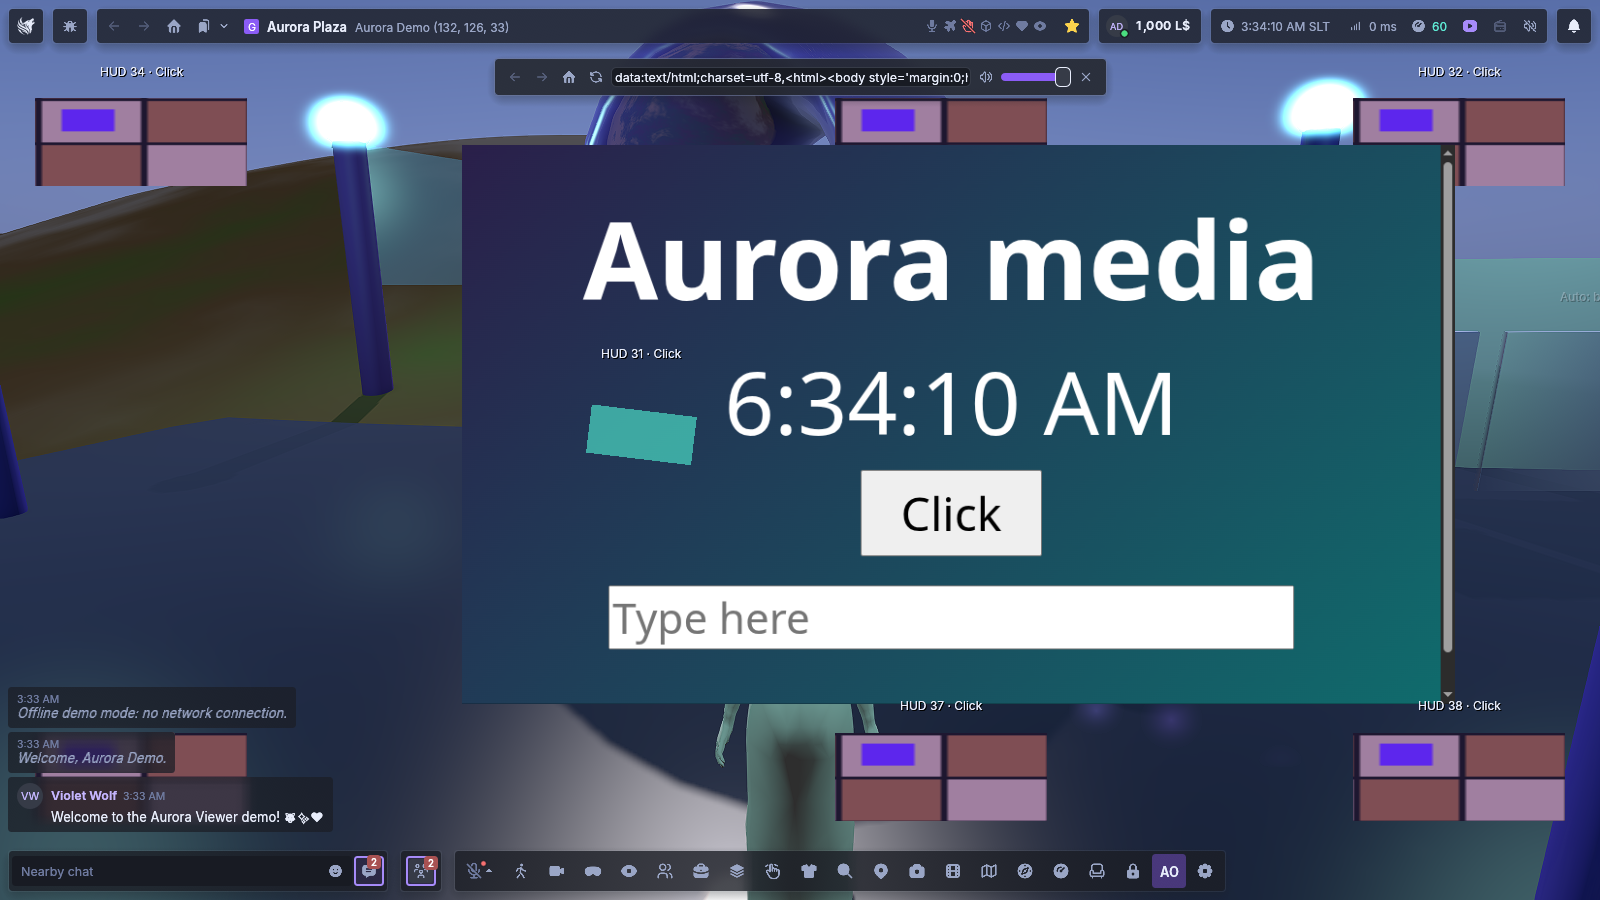 Aurora Plaza Aurora Demo (132, 126, 33)
AD 1,000 L$
3:34:10 AM SLT 0 ms 60
HUD 34 · Click
data:text/html;charset=utf-8,<html><body style='margin:0;
HUD 32 · Click
Auto:
Aurora media
HUD 31 · Click
6:34:10 AM
Click
Type here
HUD 37 · Click
HUD 38 · Click
3:33 AM
Offline demo mode: no network connection.
3:33 AM
Welcome, Aurora Demo.
VW Violet Wolf 3:33 AM
Welcome to the Aurora Viewer demo!
Nearby chat
2
2
AO